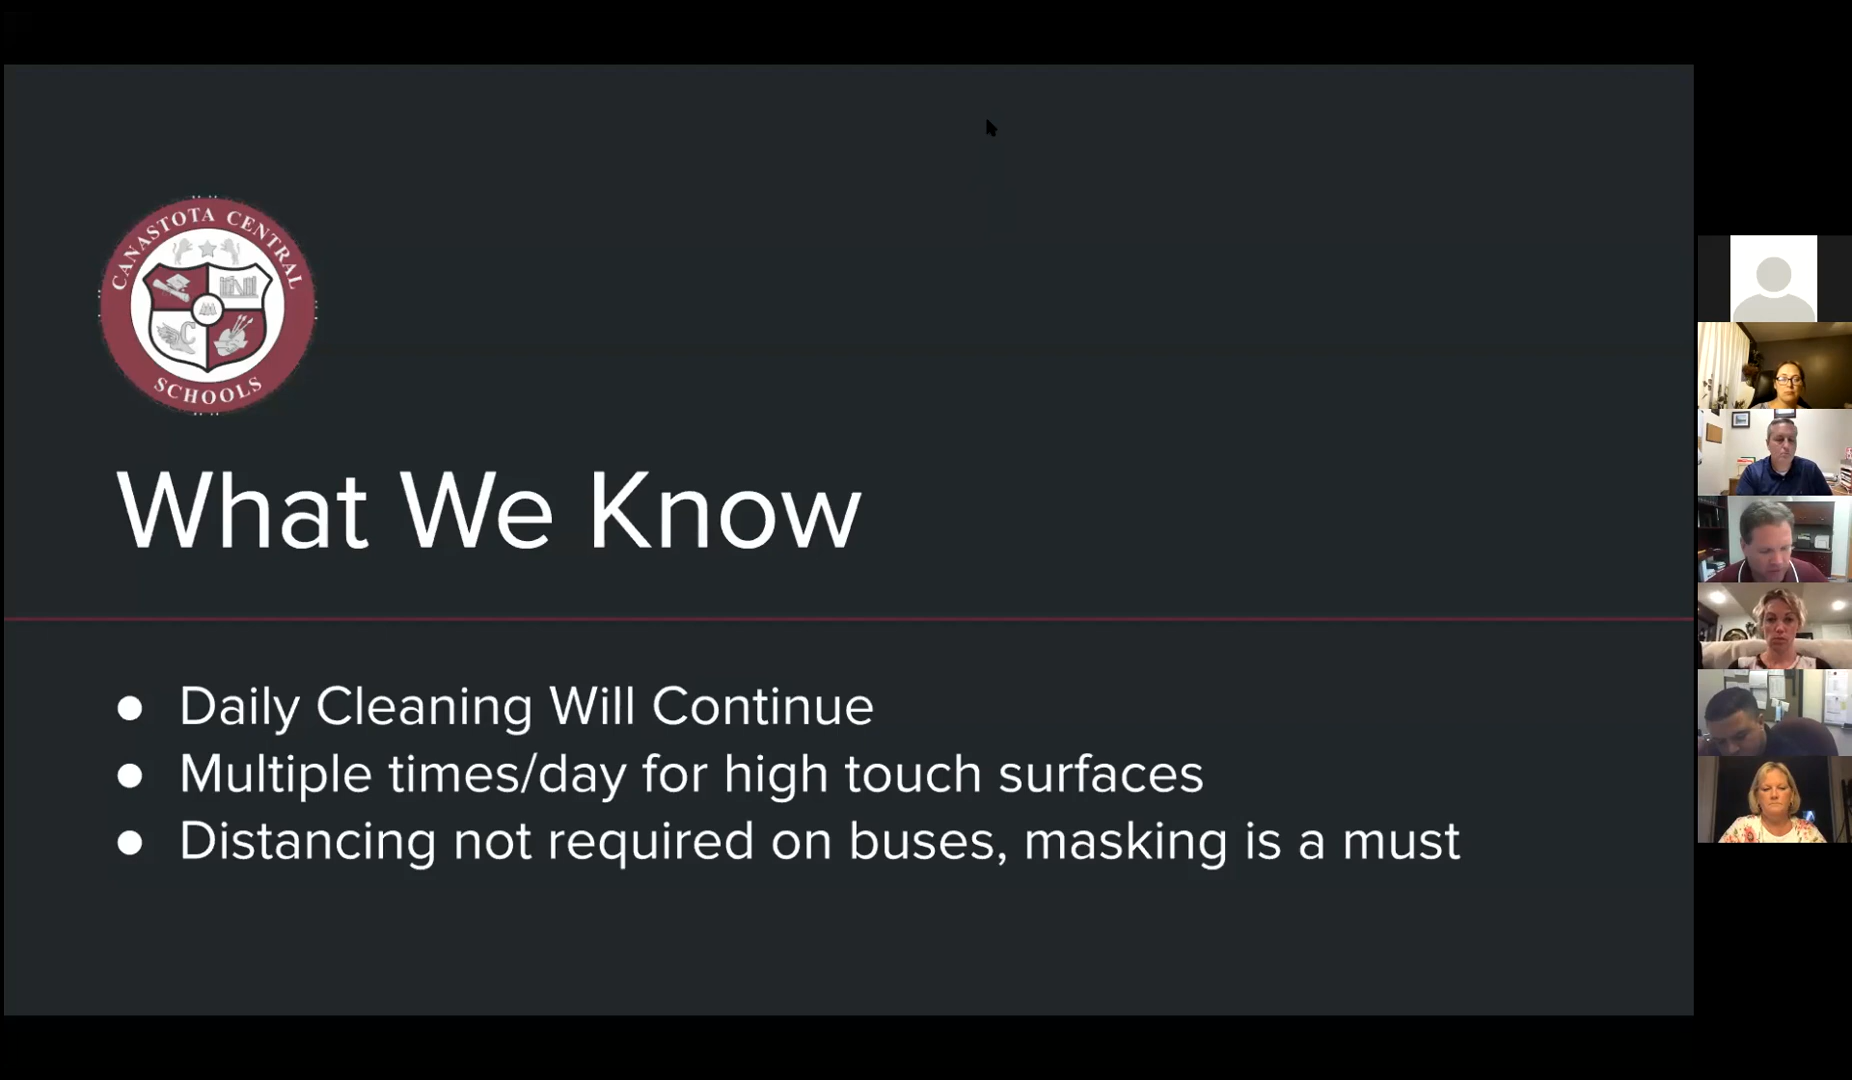 CANASTOTA CENTRAL
SCHOOLS
C
What We Know
● Daily Cleaning Will Continue
● Multiple times/day for high touch surfaces
● Distancing not required on buses, masking is a must